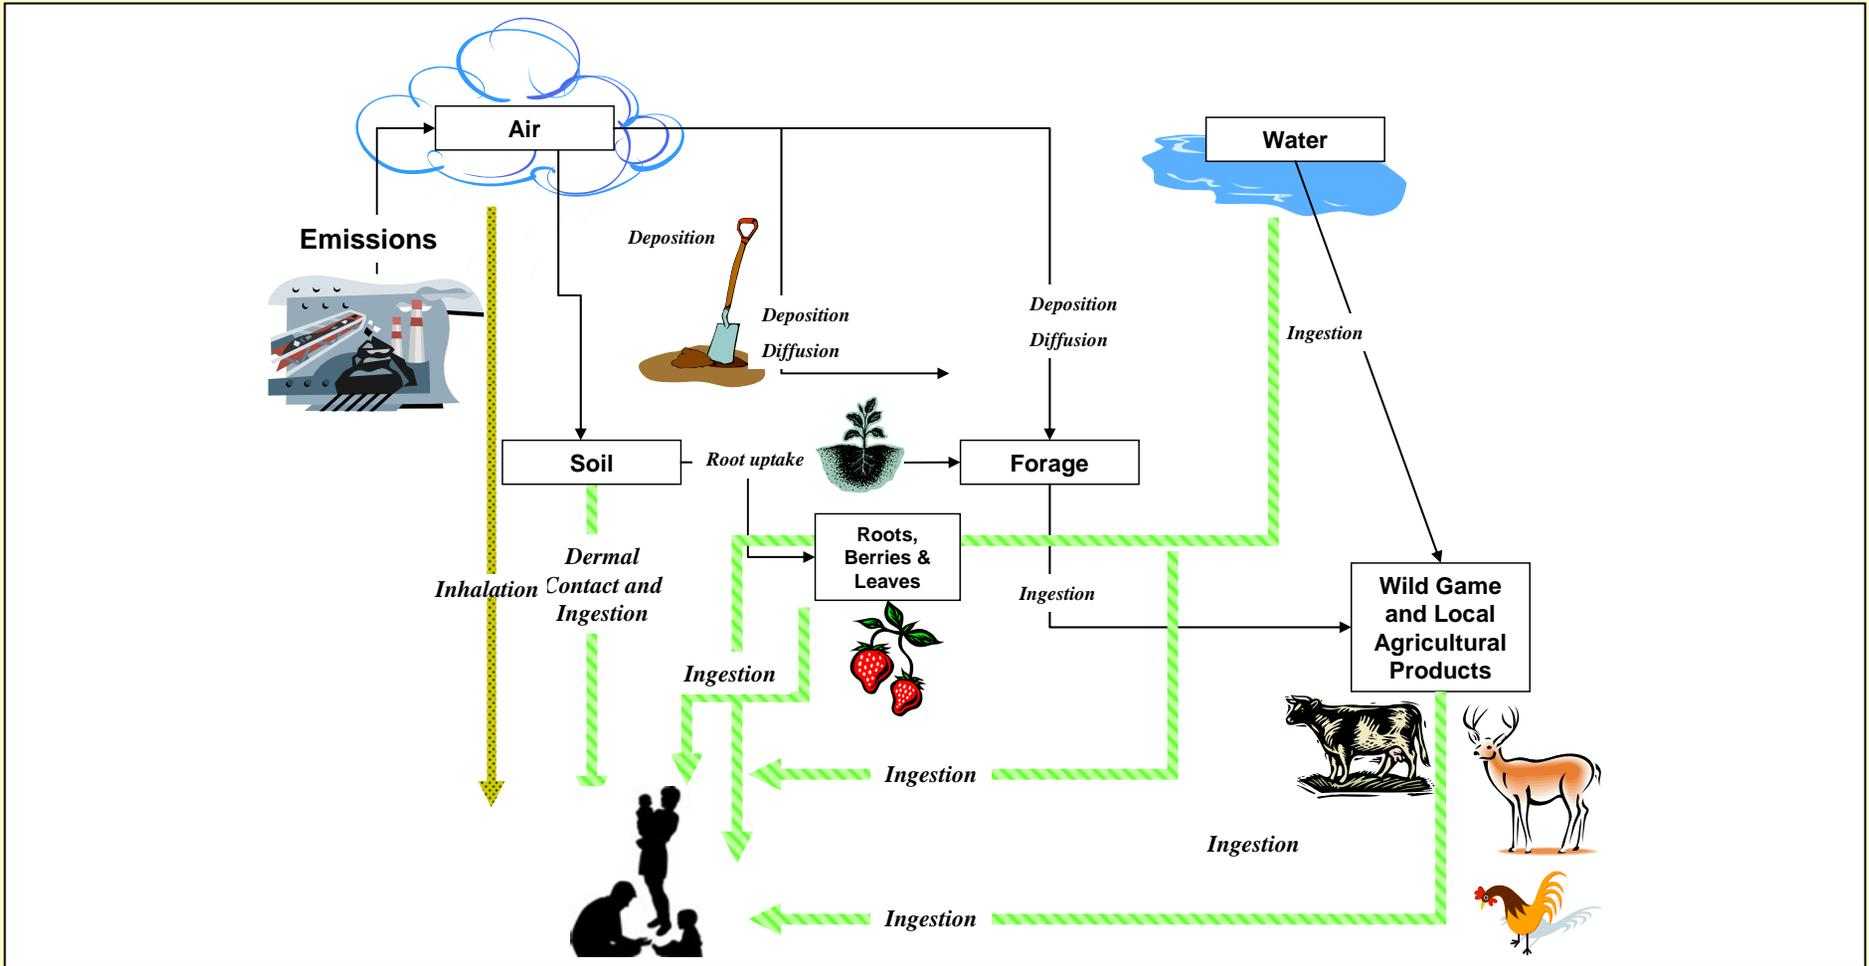 Air
Water
Emissions
Deposition
Deposition
Diffusion
Deposition
Diffusion
Ingestion
Soil
Root uptake
Forage
Roots,
Berries &
Leaves
Dermal
Contact and
Ingestion
Inhalation
Ingestion
Wild Game
and Local
Agricultural
Products
Ingestion
Ingestion
Ingestion
Ingestion